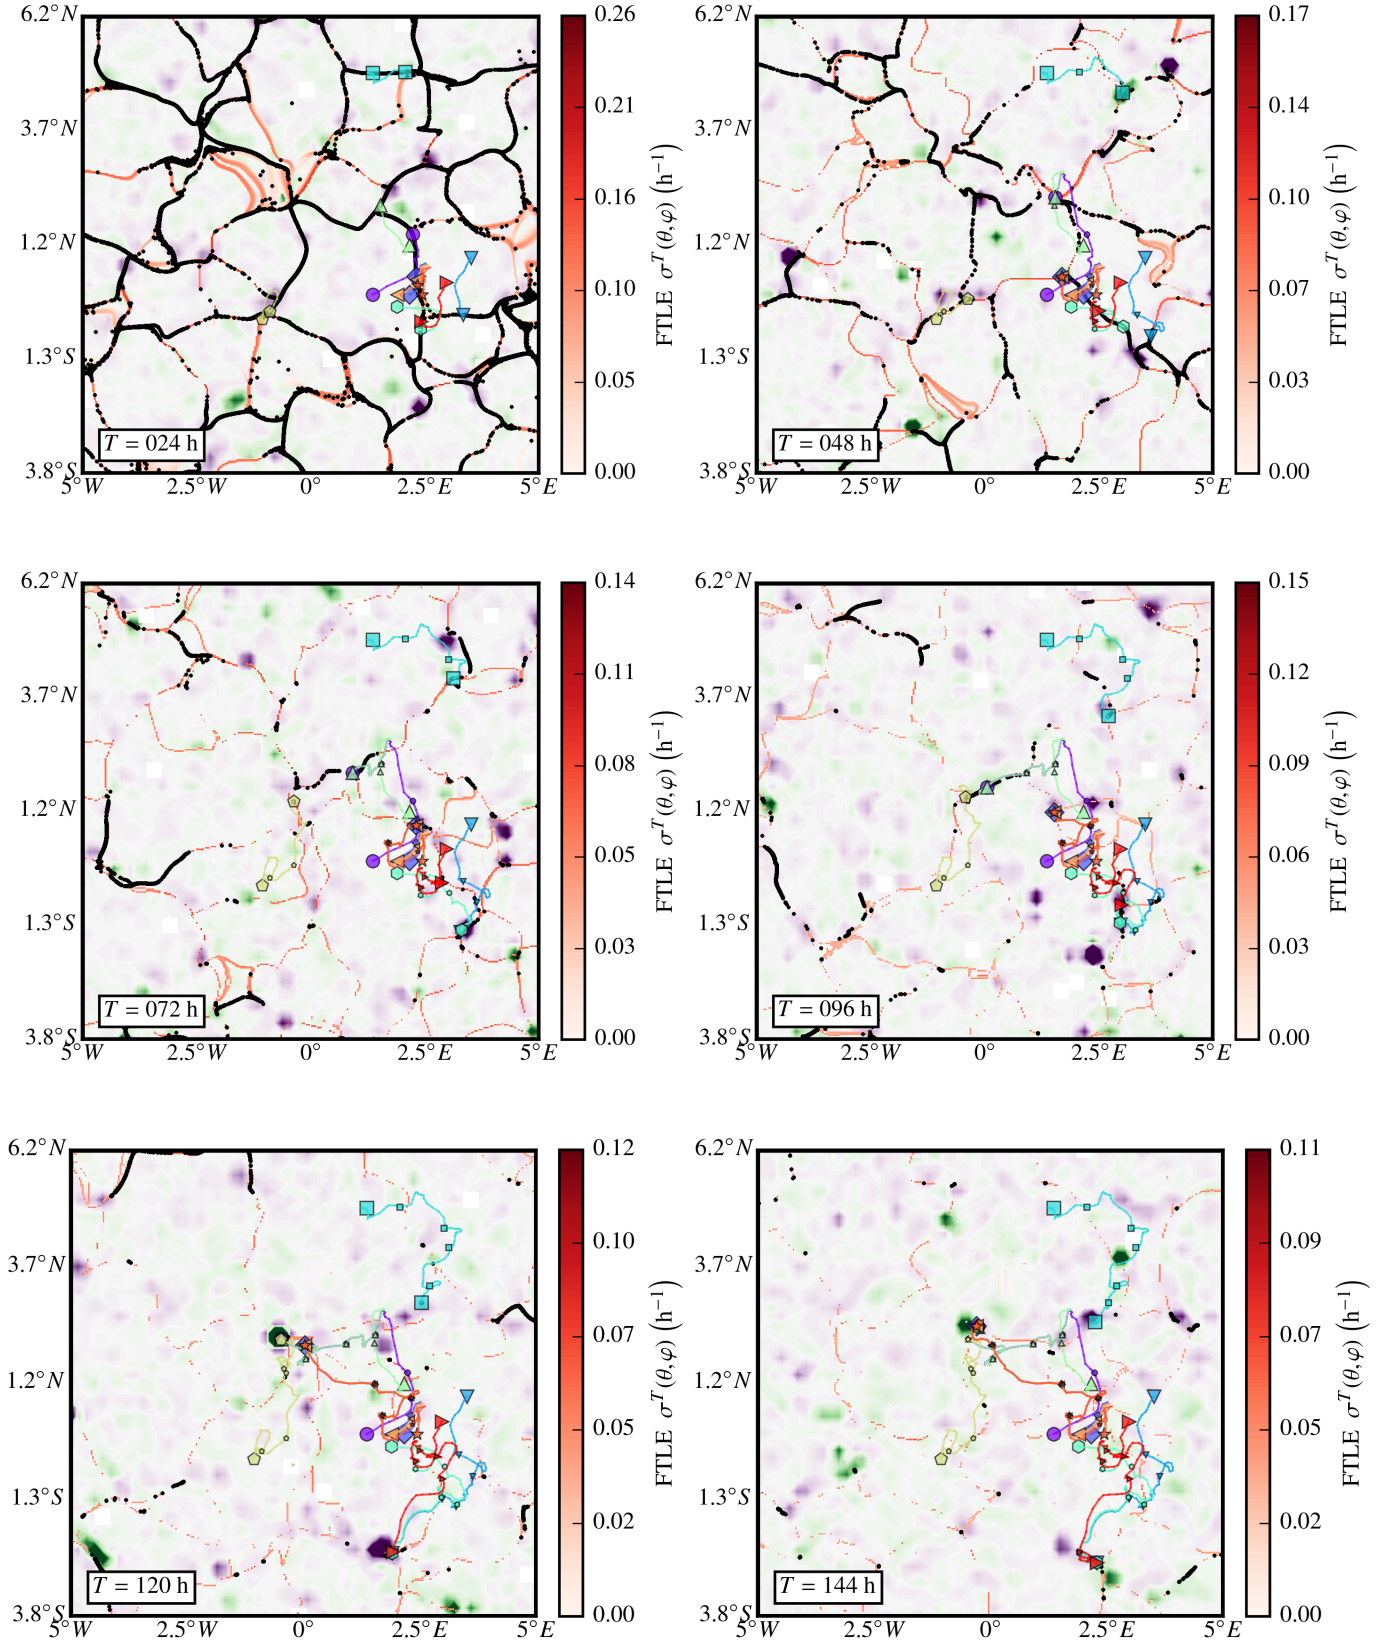 6.2°N
3.7°N
1.2°N
1.3°S
3.8°S
5°W 2.5°W 0° 2.5°E 5°E
T = 024 h
0.26
0.21
0.16
0.10
0.05
0.00
FTLE σ^T(θ,φ) (h⁻¹)
6.2°N
3.7°N
1.2°N
1.3°S
3.8°S
5°W 2.5°W 0° 2.5°E 5°E
T = 048 h
0.17
0.14
0.10
0.07
0.03
0.00
FTLE σ^T(θ,φ) (h⁻¹)
6.2°N
3.7°N
1.2°N
1.3°S
3.8°S
5°W 2.5°W 0° 2.5°E 5°E
T = 072 h
0.14
0.11
0.08
0.05
0.03
0.00
FTLE σ^T(θ,φ) (h⁻¹)
6.2°N
3.7°N
1.2°N
1.3°S
3.8°S
5°W 2.5°W 0° 2.5°E 5°E
T = 096 h
0.15
0.12
0.09
0.06
0.03
0.00
FTLE σ^T(θ,φ) (h⁻¹)
6.2°N
3.7°N
1.2°N
1.3°S
3.8°S
5°W 2.5°W 0° 2.5°E 5°E
T = 120 h
0.12
0.10
0.07
0.05
0.02
0.00
FTLE σ^T(θ,φ) (h⁻¹)
6.2°N
3.7°N
1.2°N
1.3°S
3.8°S
5°W 2.5°W 0° 2.5°E 5°E
T = 144 h
0.11
0.09
0.07
0.05
0.02
0.00
FTLE σ^T(θ,φ) (h⁻¹)